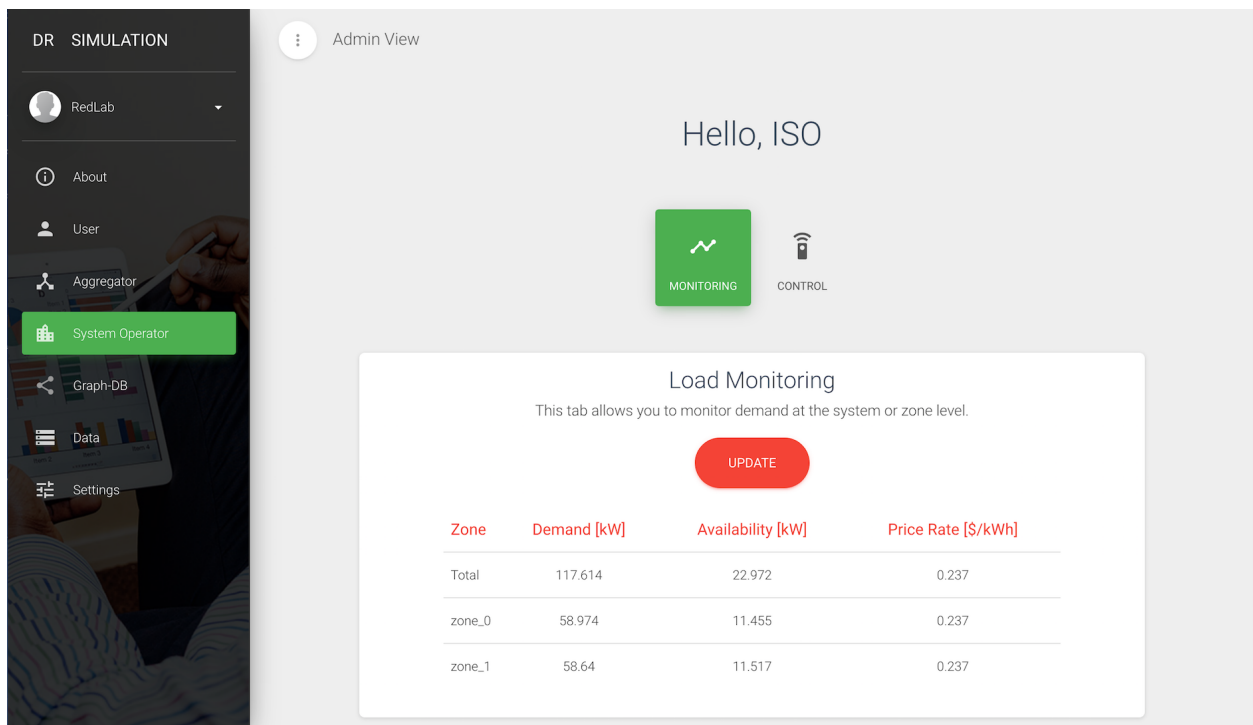 DR SIMULATION
RedLab
About
User
Aggregator
System Operator
Graph-DB
Data
Settings
Admin View
Hello, ISO
MONITORING
CONTROL
Load Monitoring
This tab allows you to monitor demand at the system or zone level.
UPDATE
Zone Demand [kW] Availability [kW] Price Rate [$/kWh]
Total 117.614 22.972 0.237
zone_0 58.974 11.455 0.237
zone_1 58.64 11.517 0.237